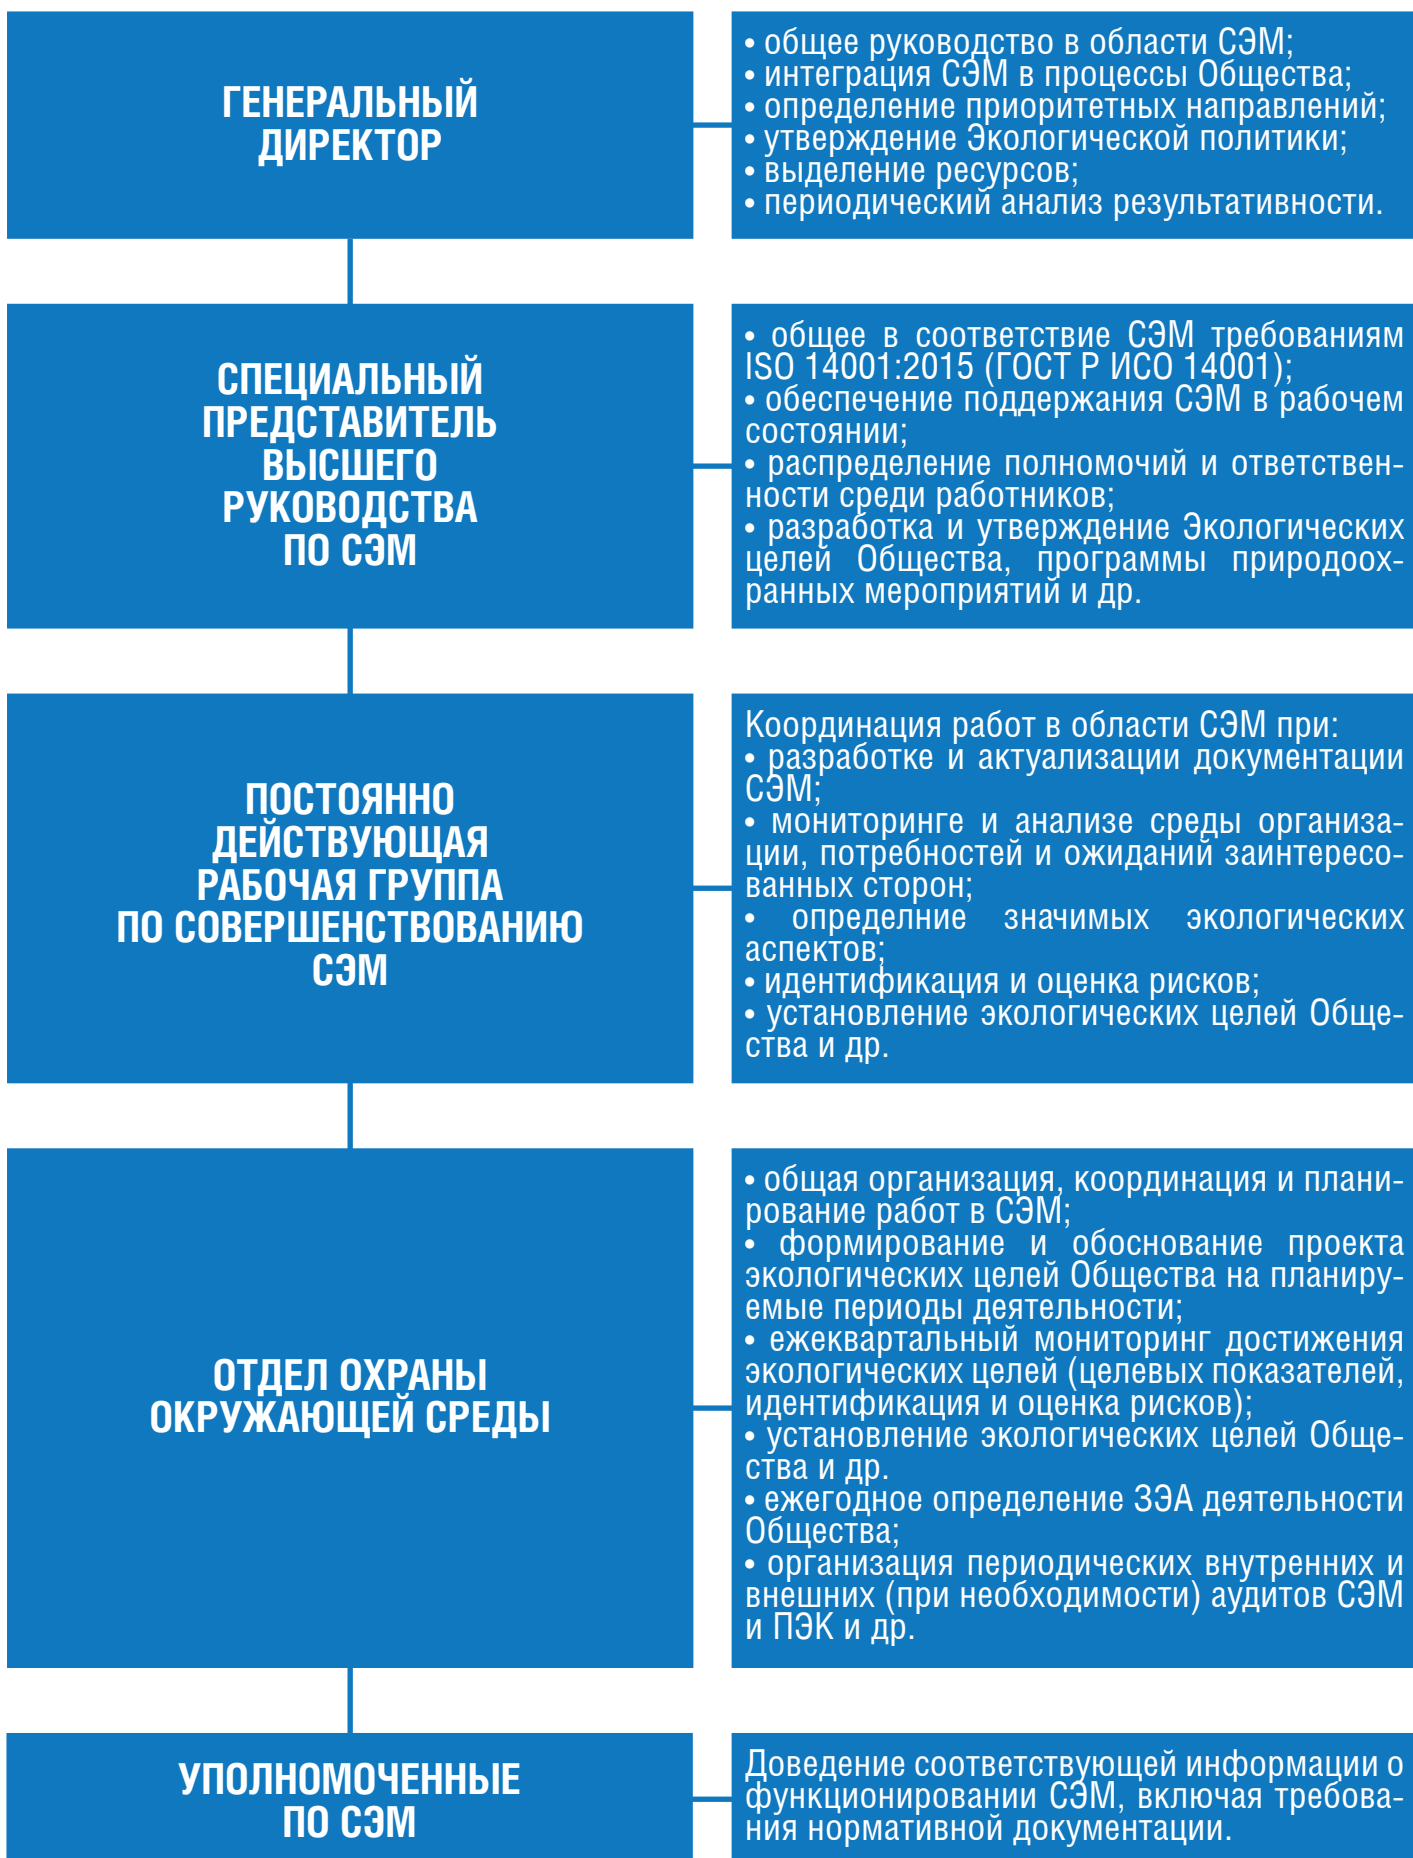 ГЕНЕРАЛЬНЫЙ
ДИРЕКТОР
• общее руководство в области СЭМ;
• интеграция СЭМ в процессы Общества;
• определение приоритетных направлений;
• утверждение Экологической политики;
• выделение ресурсов;
• периодический анализ результативности.
СПЕЦИАЛЬНЫЙ
ПРЕДСТАВИТЕЛЬ
ВЫСШЕГО
РУКОВОДСТВА
ПО СЭМ
• общее в соответствие СЭМ требованиям
ISO 14001:2015 (ГОСТ Р ИСО 14001);
• обеспечение поддержания СЭМ в рабочем
состоянии;
• распределение полномочий и ответствен-
ности среди работников;
• разработка и утверждение Экологических
целей Общества, программы природоох-
ранных мероприятий и др.
ПОСТОЯННО
ДЕЙСТВУЮЩАЯ
РАБОЧАЯ ГРУППА
ПО СОВЕРШЕНСТВОВАНИЮ
СЭМ
Координация работ в области СЭМ при:
• разработке и актуализации документации
СЭМ;
• мониторинге и анализе среды организа-
ции, потребностей и ожиданий заинтересо-
ванных сторон;
• определние значимых экологических
аспектов;
• идентификация и оценка рисков;
• установление экологических целей Обще-
ства и др.
ОТДЕЛ ОХРАНЫ
ОКРУЖАЮЩЕЙ СРЕДЫ
• общая организация, координация и плани-
рование работ в СЭМ;
• формирование и обоснование проекта
экологических целей Общества на планиру-
емые периоды деятельности;
• ежеквартальный мониторинг достижения
экологических целей (целевых показателей,
идентификация и оценка рисков);
• установление экологических целей Обще-
ства и др.
• ежегодное определение ЗЭА деятельности
Общества;
• организация периодических внутренних и
внешних (при необходимости) аудитов СЭМ
и ПЭК и др.
УПОЛНОМОЧЕННЫЕ
ПО СЭМ
Доведение соответствующей информации о
функционировании СЭМ, включая требова-
ния нормативной документации.